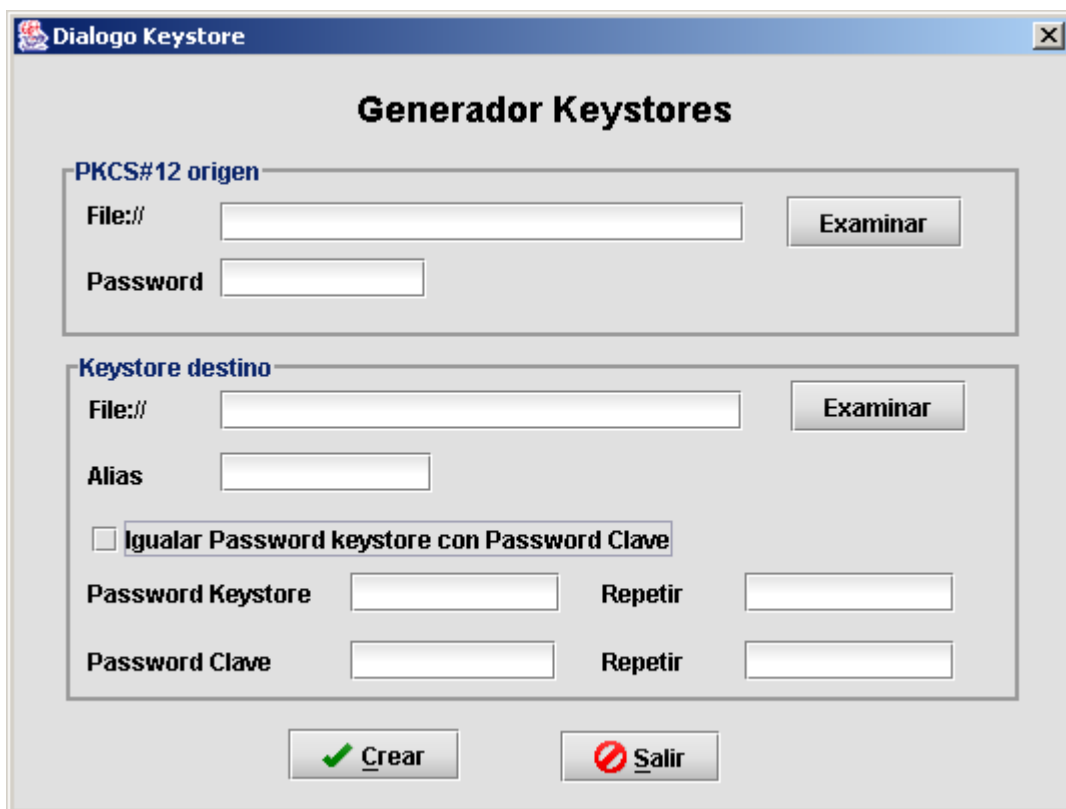 Dialogo Keystore
Generador Keystores
PKCS#12 origen
File:// Examinar
Password
Keystore destino
File:// Examinar
Alias
Igualar Password keystore con Password Clave
Password Keystore Repetir
Password Clave Repetir
Crear Salir